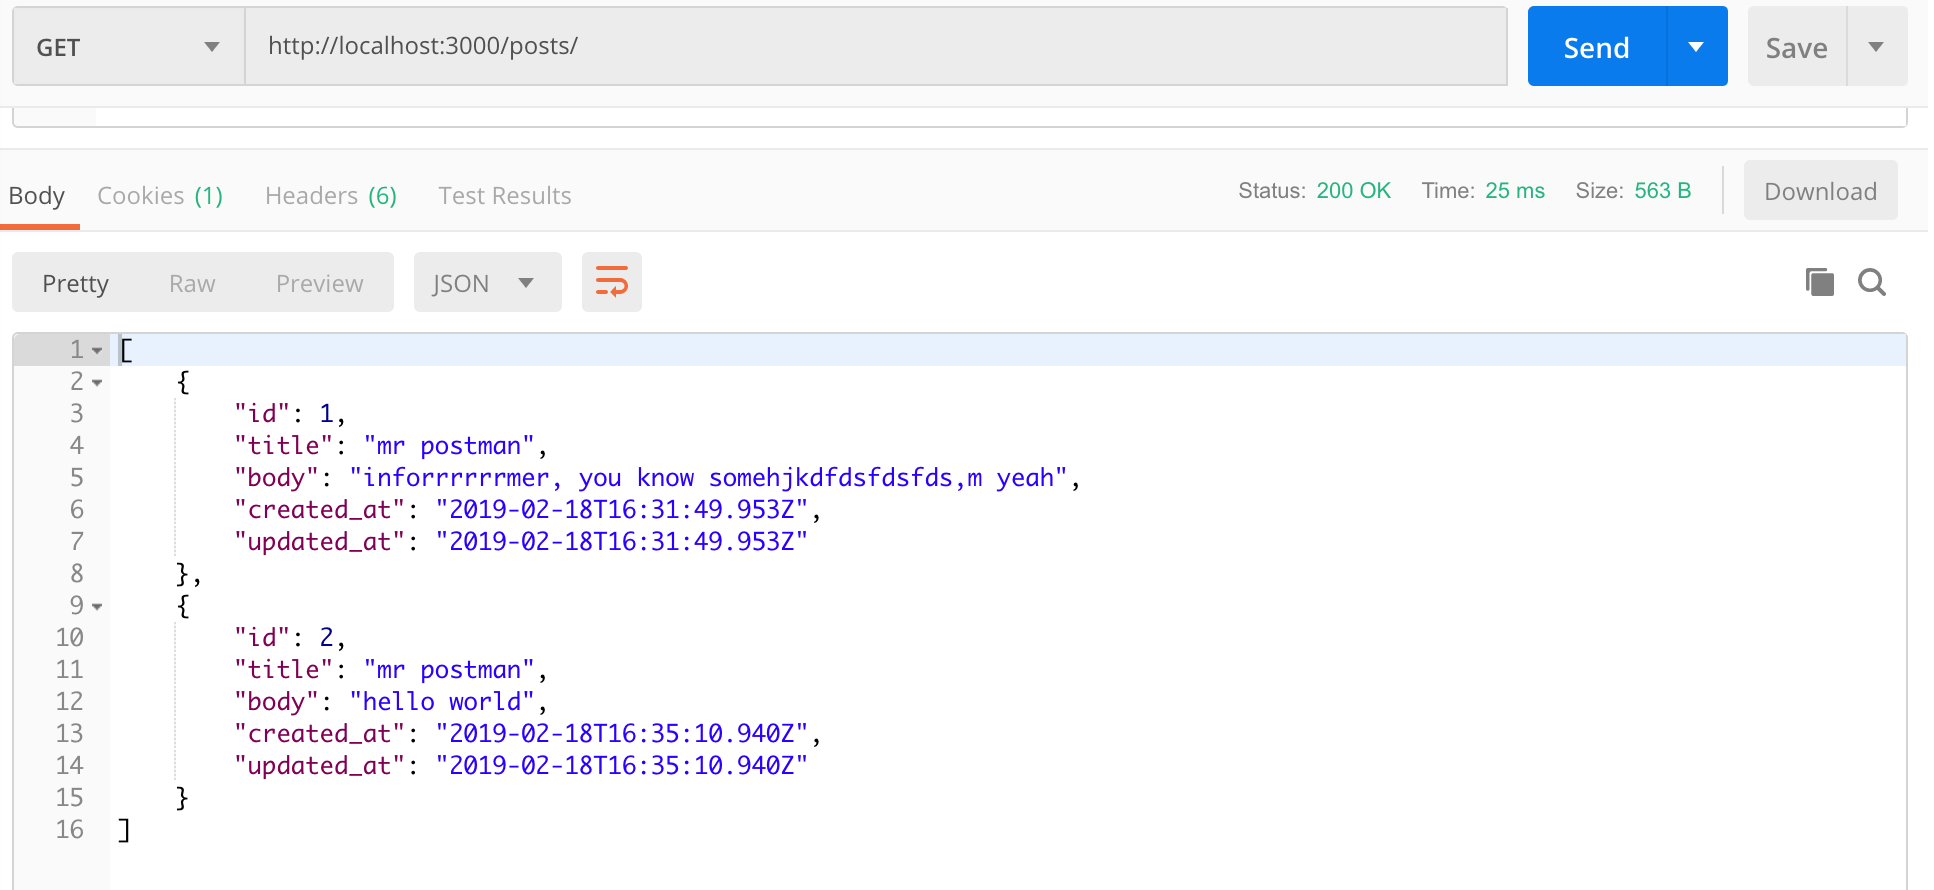 GET http://localhost:3000/posts/ Send Save
Body Cookies (1) Headers (6) Test Results Status: 200 OK Time: 25 ms Size: 563 B Download
Pretty Raw Preview JSON
1 [
2 {
3 "id": 1,
4 "title": "mr postman",
5 "body": "inforrrrrrmer, you know somehjkdfdsfdsfds,m yeah",
6 "created_at": "2019-02-18T16:31:49.953Z",
7 "updated_at": "2019-02-18T16:31:49.953Z"
8 },
9 {
10 "id": 2,
11 "title": "mr postman",
12 "body": "hello world",
13 "created_at": "2019-02-18T16:35:10.940Z",
14 "updated_at": "2019-02-18T16:35:10.940Z"
15 }
16 ]